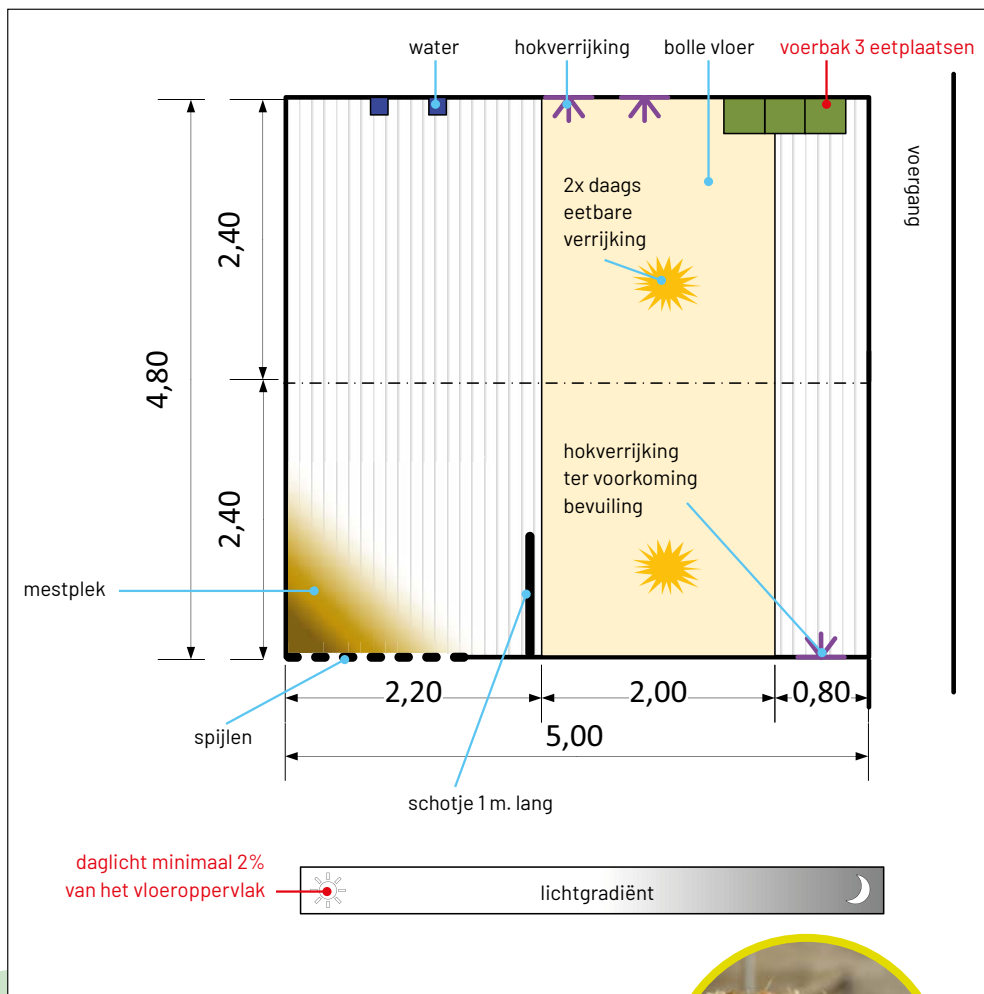 water
hokverrijking
bolle vloer
voerbak 3 eetplaatsen
voergang
2x daags
eetbare
verrijking
2,40
4,80
2,40
hokverrijking
ter voorkoming
bevuiling
mestplek
2,20
2,00
0,80
spijlen
5,00
schotje 1 m. lang
daglicht minimaal 2%
van het vloeroppervlak
lichtgradiënt